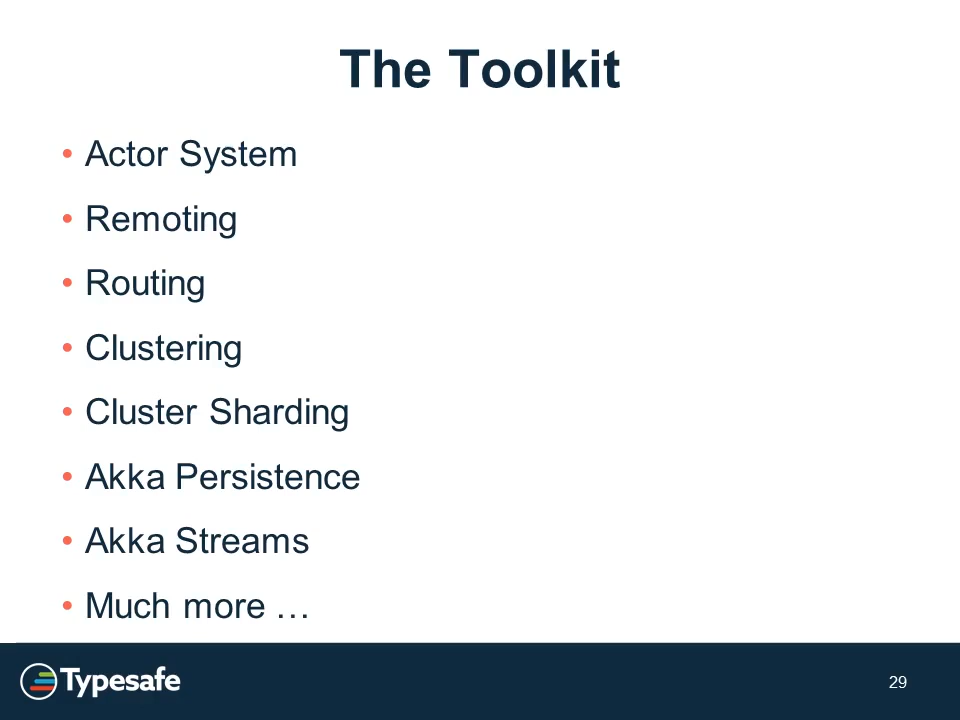 The Toolkit
• Actor System
• Remoting
• Routing
• Clustering
• Cluster Sharding
• Akka Persistence
• Akka Streams
• Much more …
Typesafe
29